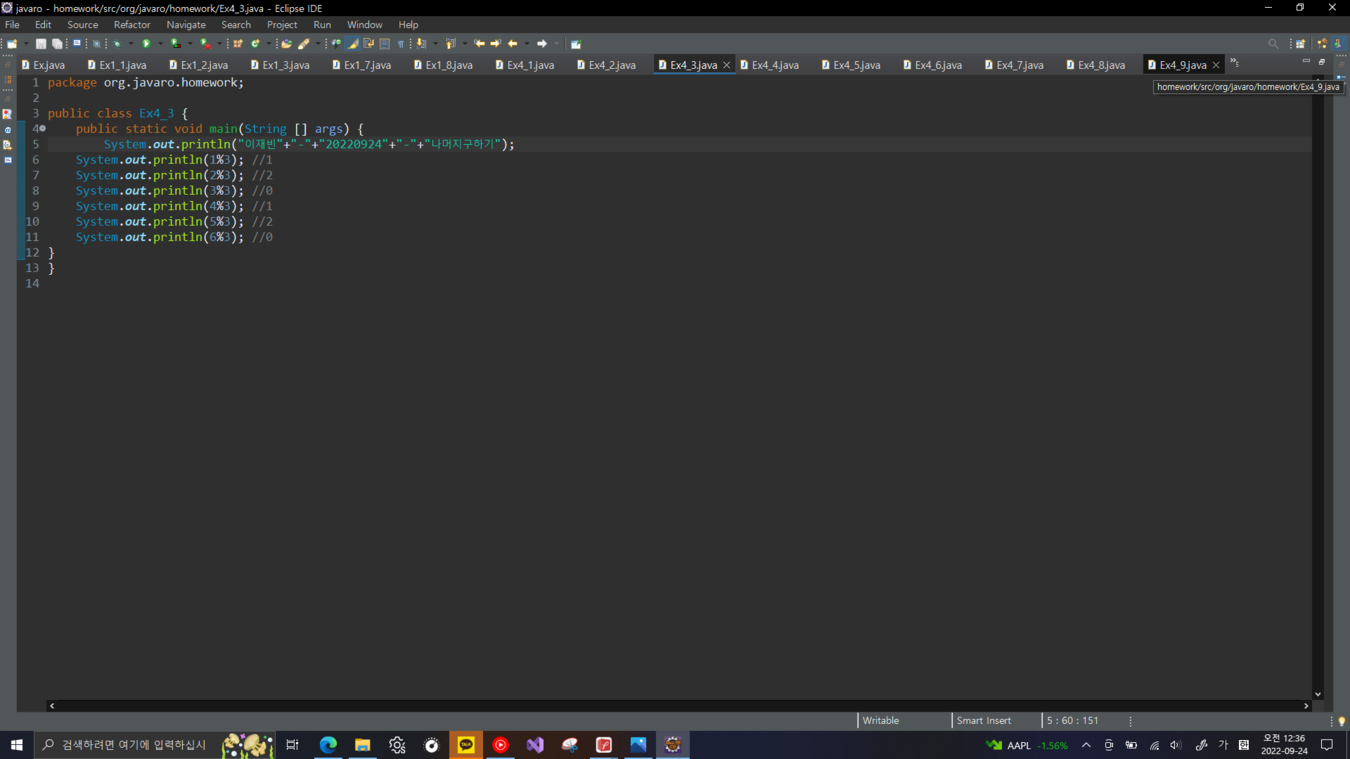 javaro - homework/src/org/javaro/homework/Ex4_3.java - Eclipse IDE
File Edit Source Refactor Navigate Search Project Run Window Help
Ex.java Ex1_1.java Ex1_2.java Ex1_3.java Ex1_7.java Ex1_8.java Ex4_1.java Ex4_2.java Ex4_3.java Ex4_4.java Ex4_5.java Ex4_6.java Ex4_7.java Ex4_8.java Ex4_9.java
homework/src/org/javaro/homework/Ex4_9.java
1 package org.javaro.homework;
2
3 public class Ex4_3 {
4 public static void main(String [] args) {
5 System.out.println("이재빈"+"-"+"20220924"+"-"+"나머지구하기");
6 System.out.println(1%3); //1
7 System.out.println(2%3); //2
8 System.out.println(3%3); //0
9 System.out.println(4%3); //1
10 System.out.println(5%3); //2
11 System.out.println(6%3); //0
12 }
13 }
14
Writable Smart Insert 5 : 60 : 151
검색하려면 여기에 입력하십시 TALK AAPL -1.56% 가 한 오전 12:36
2022-09-24